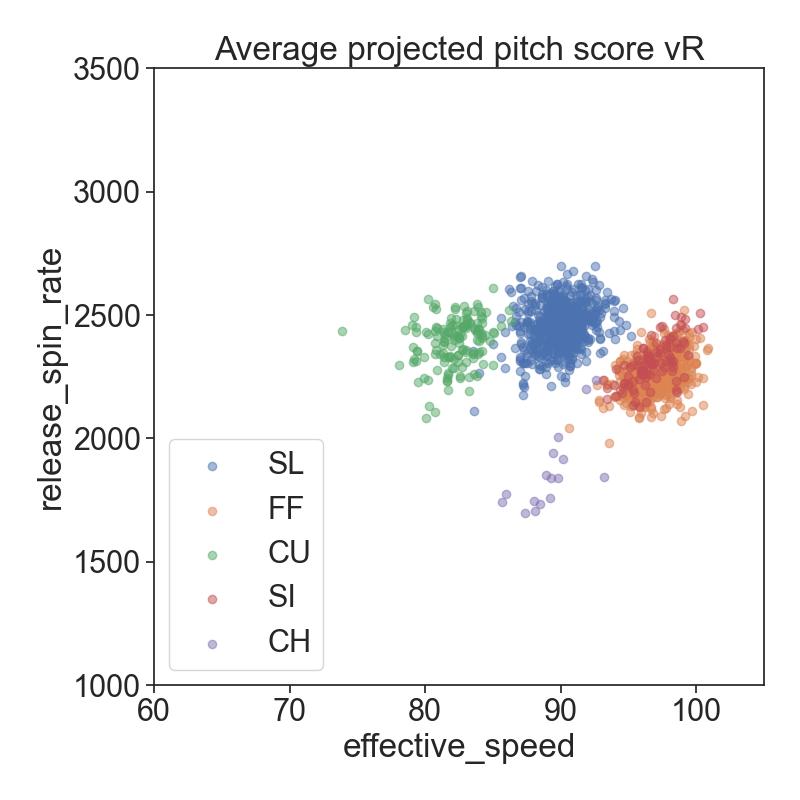 Average projected pitch score vR
3500
3000
2500
2000
1500
1000
release_spin_rate
SL
FF
CU
SI
CH
60 70 80 90 100
effective_speed